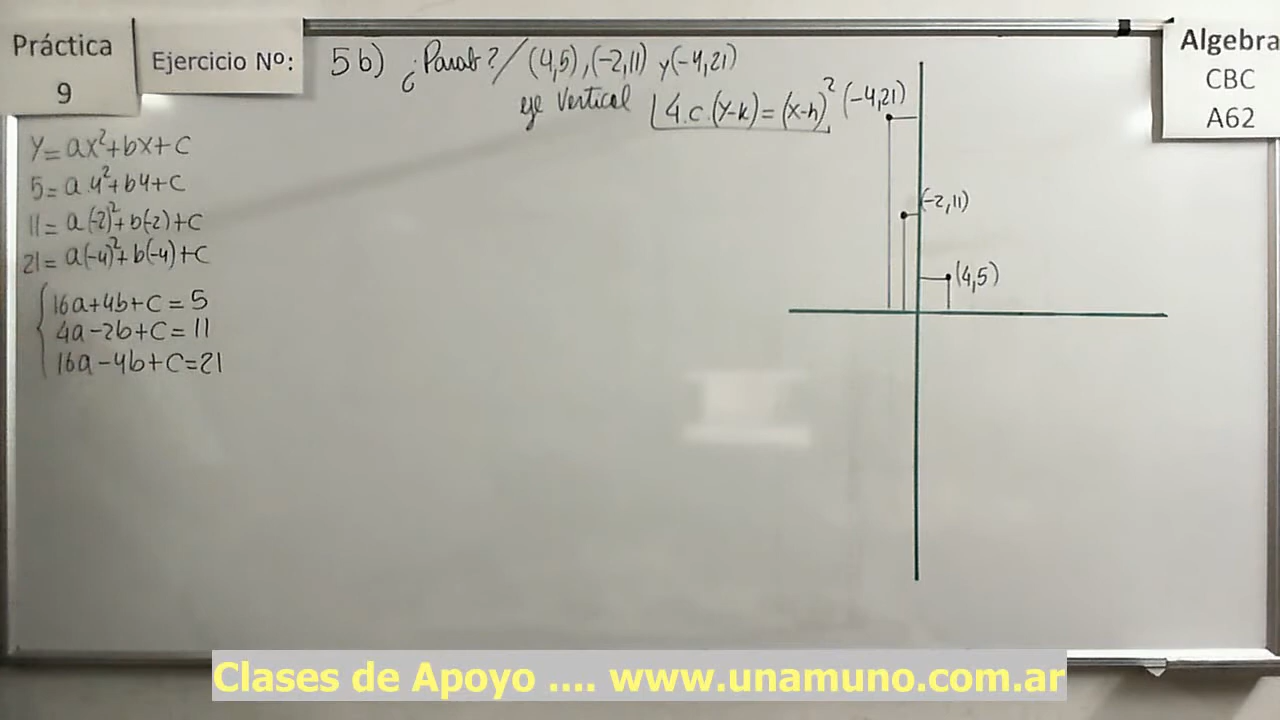 Práctica
9
Ejercicio Nº:
5 b) ¿Parab?/(4,5),(-2,11) y(-4,21)
eje Vertical 4.c.(y-k)=(x-h)²
Algebra
CBC
A62
y=ax²+bx+c
5=a.4²+b4+c
11=a(-2)²+b(-2)+c
21=a(-4)²+b(-4)+c
16a+4b+c=5
4a-2b+c=11
16a-4b+c=21
(-4,21)
(-2,11)
(4,5)
Clases de Apoyo .... www.unamuno.com.ar